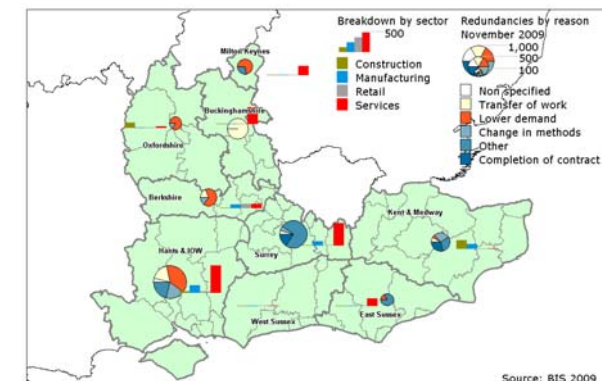 Breakdown by sector
500
Construction
Manufacturing
Retail
Services
Redundancies by reason
November 2009
1,000
500
100
Non specified
Transfer of work
Lower demand
Change in methods
Other
Completion of contract
Milton Keynes
Buckinghamshire
Oxfordshire
Berkshire
Kent & Medway
Hants & IOW
Surrey
West Sussex
East Sussex
Source: BIS 2009